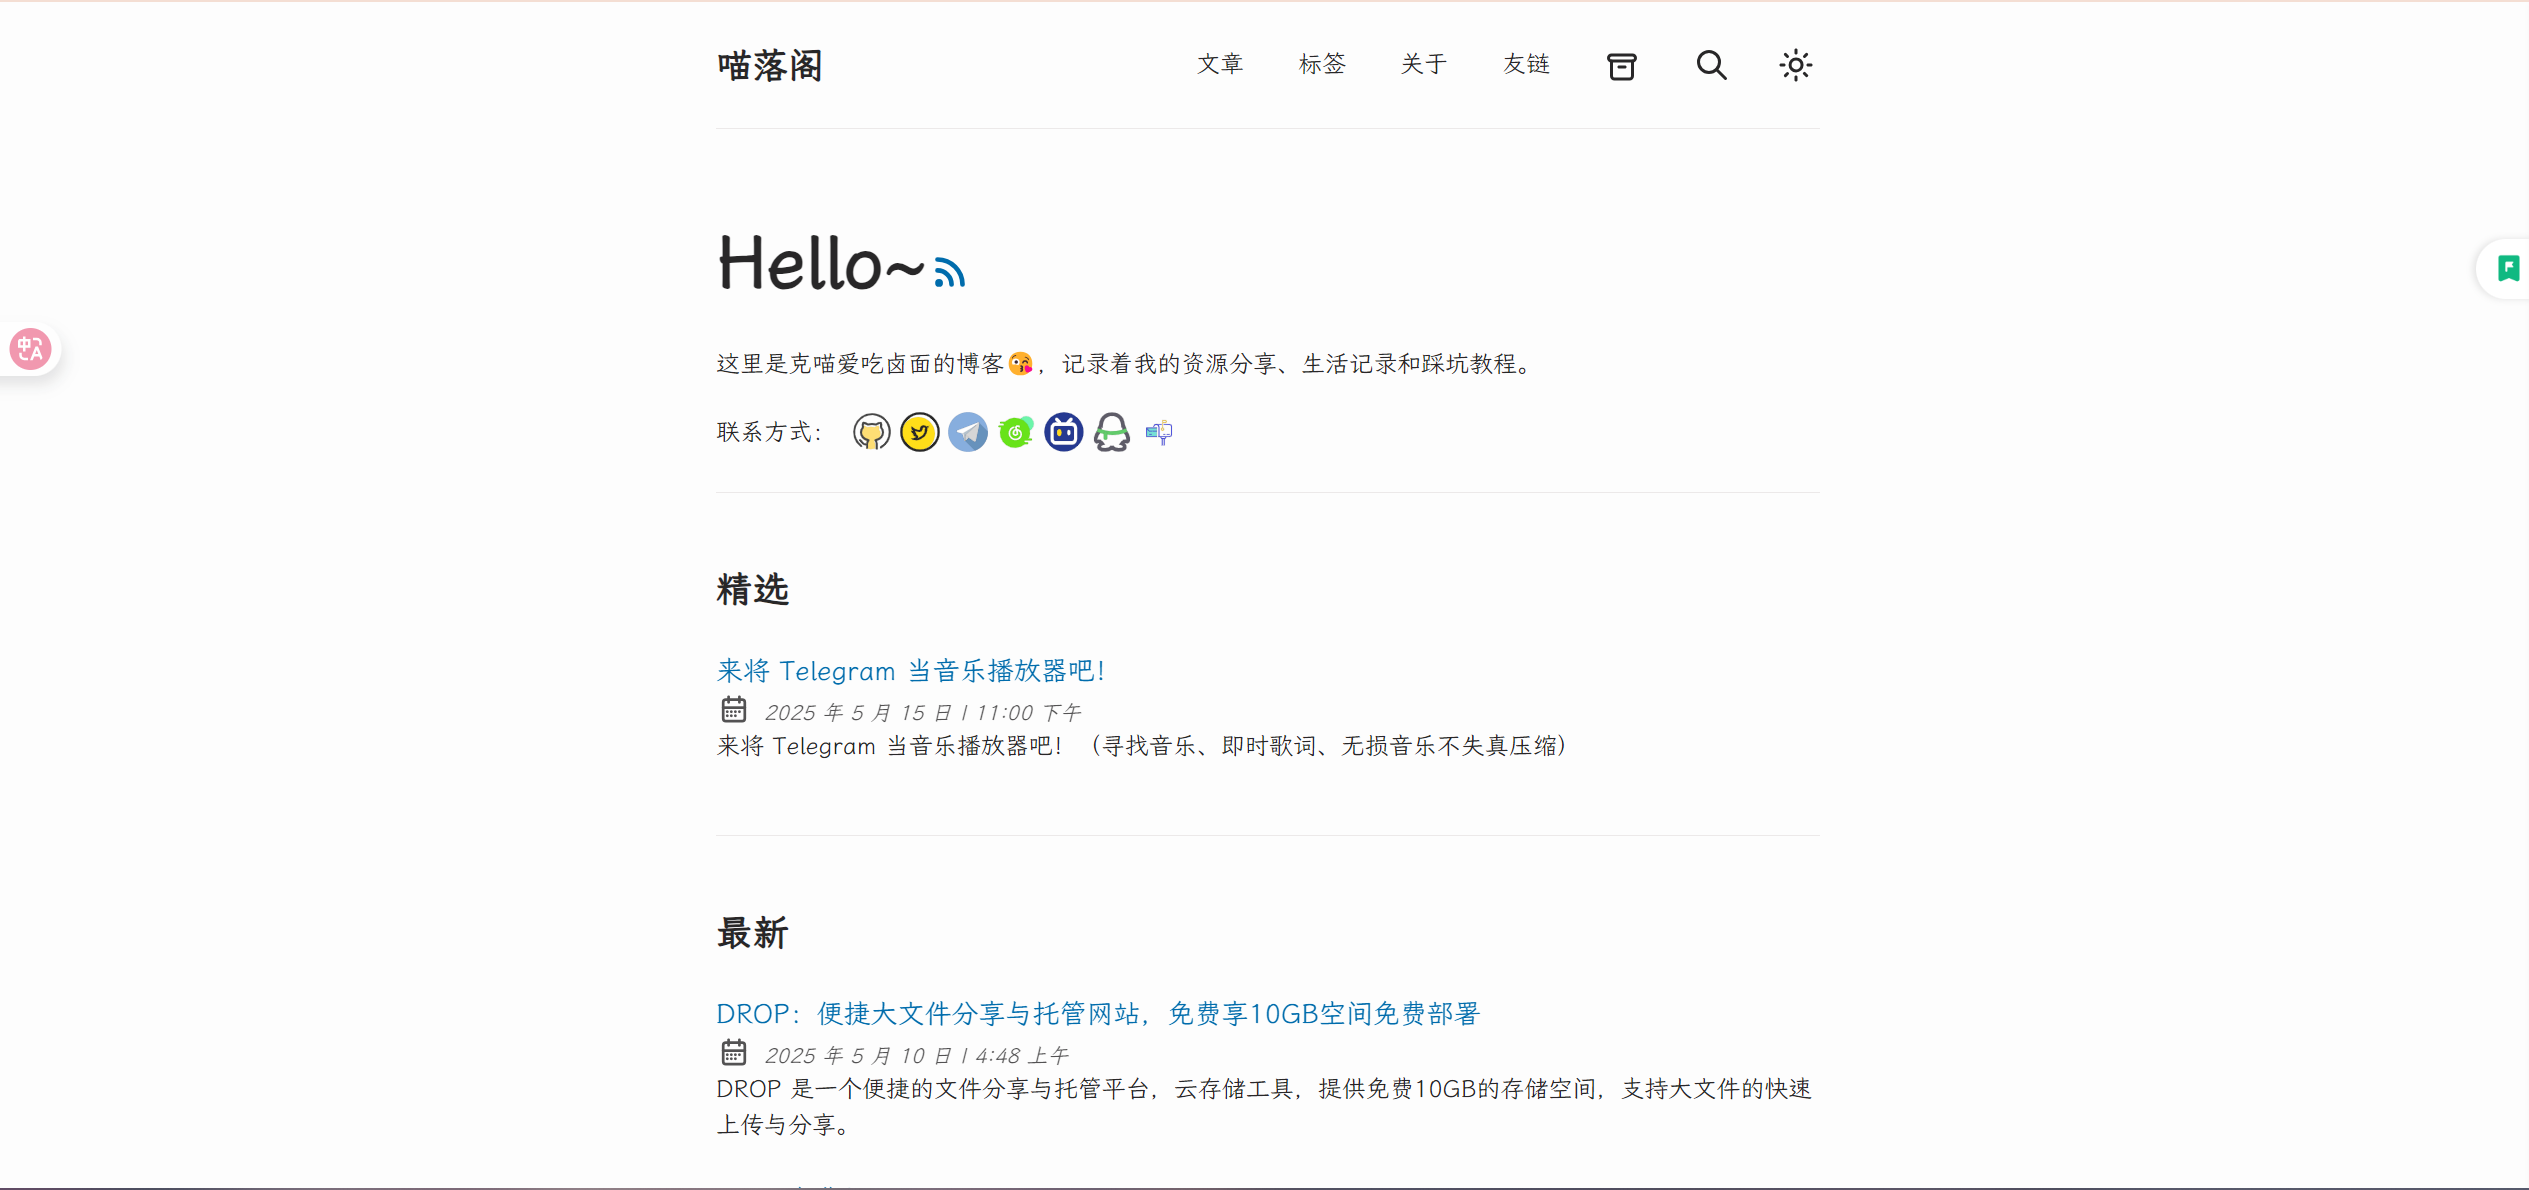 喵落阁
文章 标签 关于 友链
Hello~
这里是克喵爱吃卤面的博客😘，记录着我的资源分享、生活记录和踩坑教程。
联系方式：
精选
来将 Telegram 当音乐播放器吧！
2025 年 5 月 15 日 | 11:00 下午
来将 Telegram 当音乐播放器吧！（寻找音乐、即时歌词、无损音乐不失真压缩）
最新
DROP：便捷大文件分享与托管网站，免费享10GB空间免费部署
2025 年 5 月 10 日 | 4:48 上午
DROP 是一个便捷的文件分享与托管平台，云存储工具，提供免费10GB的存储空间，支持大文件的快速
上传与分享。